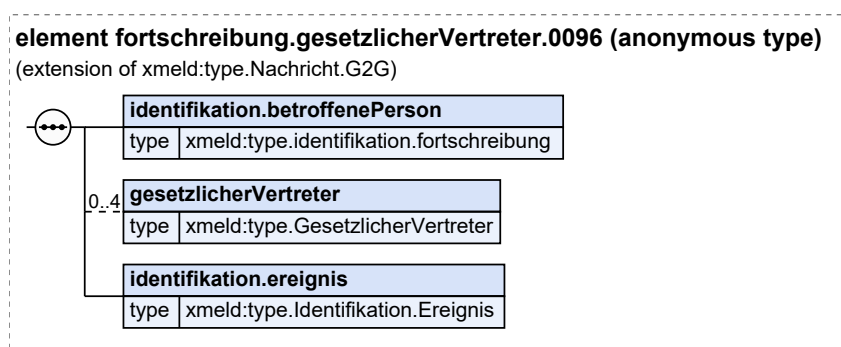 element fortschreibung.gesetzlicherVertreter.0096 (anonymous type)
(extension of xmeld:type.Nachricht.G2G)
identifikation.betroffenePerson
type xmeld:type.identifikation.fortschreibung
0..4 gesetzlicherVertreter
type xmeld:type.GesetzlicherVertreter
identifikation.ereignis
type xmeld:type.Identifikation.Ereignis